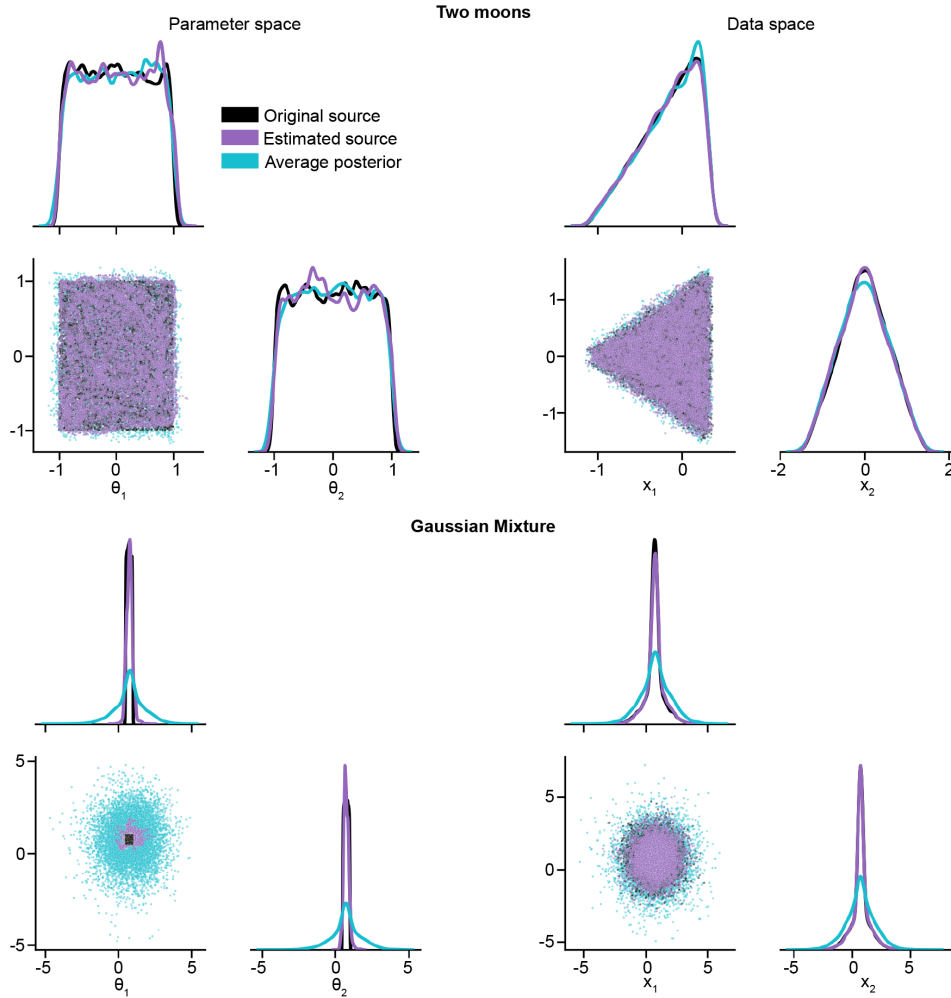 Two moons
Parameter space
Data space
Original source
Estimated source
Average posterior
1
0
-1
-1 0 1
θ1
-1 0 1
θ2
1
0
-1
-1 0
x1
-2 0 2
x2
Gaussian Mixture
5
0
-5
-5 0 5
θ1
-5 0 5
θ2
5
0
-5
-5 0 5
x1
-5 0 5
x2